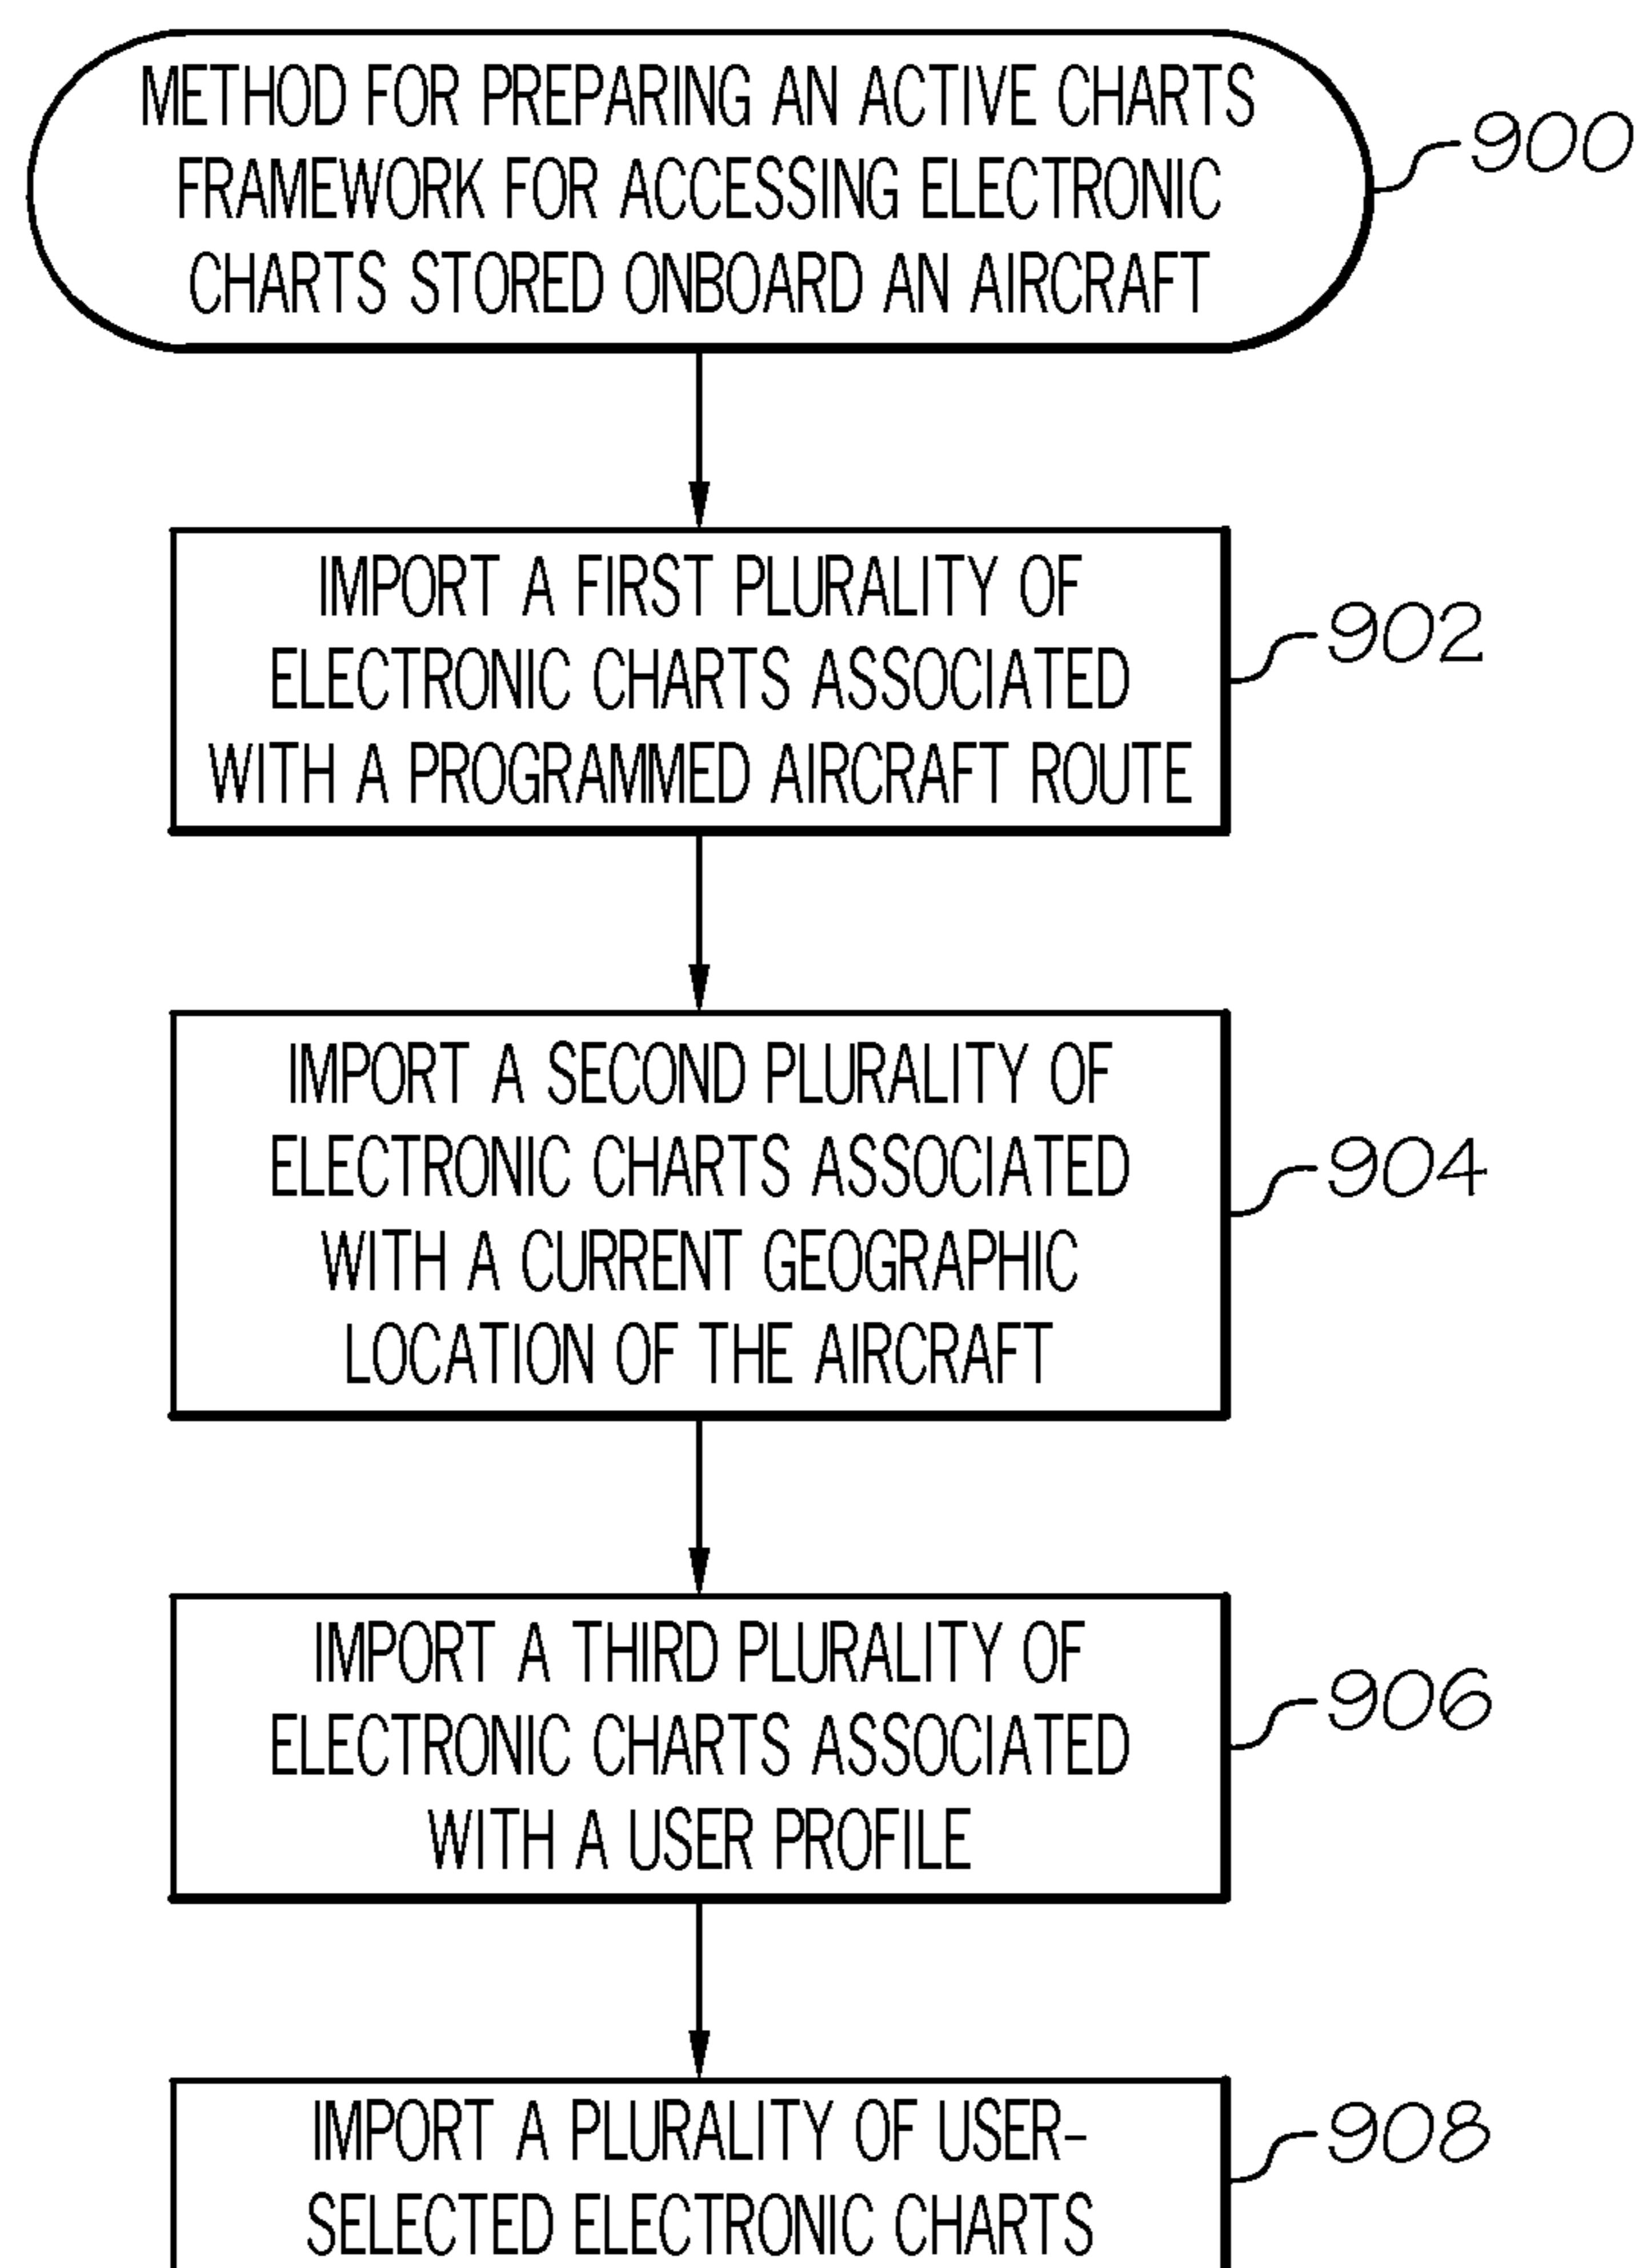 METHOD FOR PREPARING AN ACTIVE CHARTS
FRAMEWORK FOR ACCESSING ELECTRONIC
CHARTS STORED ONBOARD AN AIRCRAFT
900
IMPORT A FIRST PLURALITY OF
ELECTRONIC CHARTS ASSOCIATED
WITH A PROGRAMMED AIRCRAFT ROUTE
902
IMPORT A SECOND PLURALITY OF
ELECTRONIC CHARTS ASSOCIATED
WITH A CURRENT GEOGRAPHIC
LOCATION OF THE AIRCRAFT
904
IMPORT A THIRD PLURALITY OF
ELECTRONIC CHARTS ASSOCIATED
WITH A USER PROFILE
906
IMPORT A PLURALITY OF USER-
SELECTED ELECTRONIC CHARTS
908